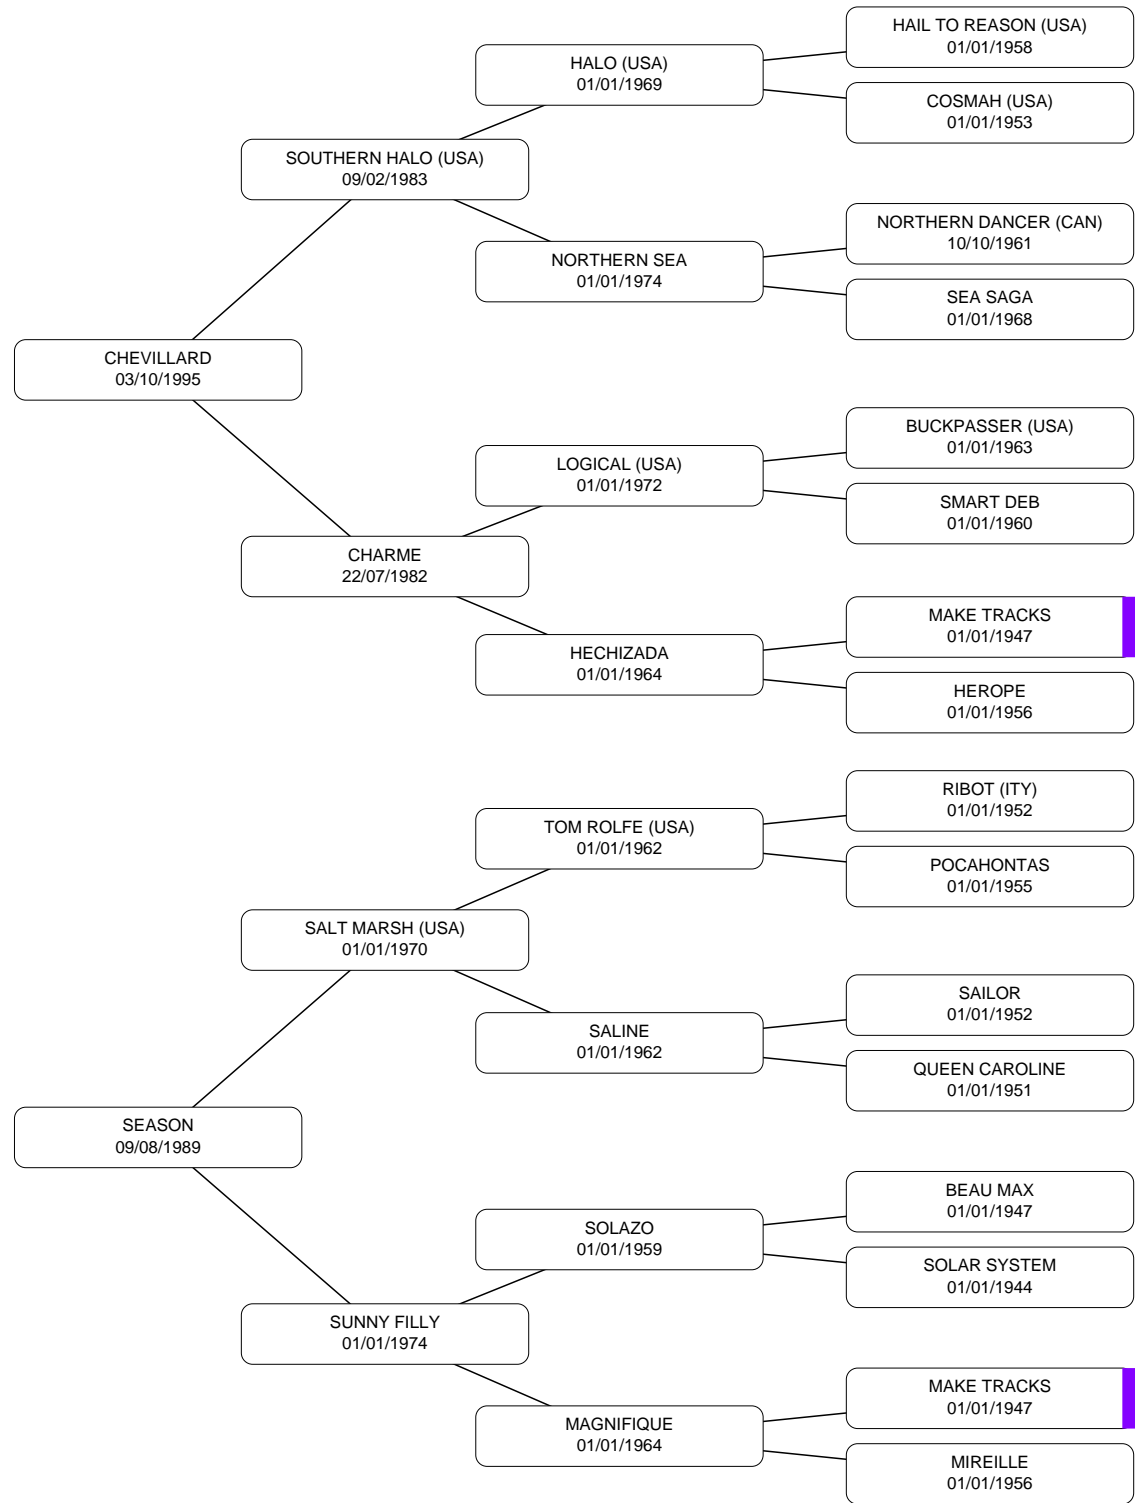 HAIL TO REASON (USA)
01/01/1958
HALO (USA)
01/01/1969
COSMAH (USA)
01/01/1953
SOUTHERN HALO (USA)
09/02/1983
NORTHERN DANCER (CAN)
10/10/1961
NORTHERN SEA
01/01/1974
SEA SAGA
01/01/1968
CHEVILLARD
03/10/1995
BUCKPASSER (USA)
01/01/1963
LOGICAL (USA)
01/01/1972
SMART DEB
01/01/1960
CHARME
22/07/1982
MAKE TRACKS
01/01/1947
HECHIZADA
01/01/1964
HEROPE
01/01/1956
RIBOT (ITY)
01/01/1952
TOM ROLFE (USA)
01/01/1962
POCAHONTAS
01/01/1955
SALT MARSH (USA)
01/01/1970
SAILOR
01/01/1952
SALINE
01/01/1962
QUEEN CAROLINE
01/01/1951
SEASON
09/08/1989
BEAU MAX
01/01/1947
SOLAZO
01/01/1959
SOLAR SYSTEM
01/01/1944
SUNNY FILLY
01/01/1974
MAKE TRACKS
01/01/1947
MAGNIFIQUE
01/01/1964
MIREILLE
01/01/1956